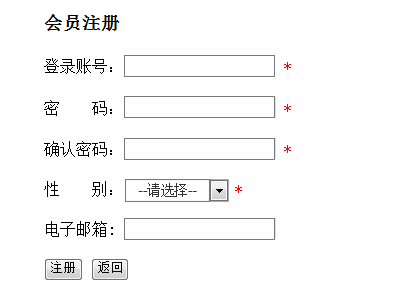 会员注册
登录账号: *
密 码: *
确认密码: *
性 别: --请选择-- *
电子邮箱:
注册 返回